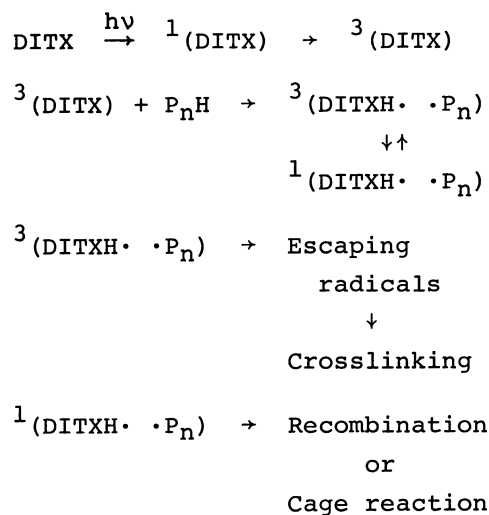 DITX hν→ ¹(DITX) → ³(DITX)
³(DITX) + PₙH → ³(DITXH· ·Pₙ)
↓↑
¹(DITXH· ·Pₙ)
³(DITXH· ·Pₙ) → Escaping
radicals
↓
Crosslinking
¹(DITXH· ·Pₙ) → Recombination
or
Cage reaction